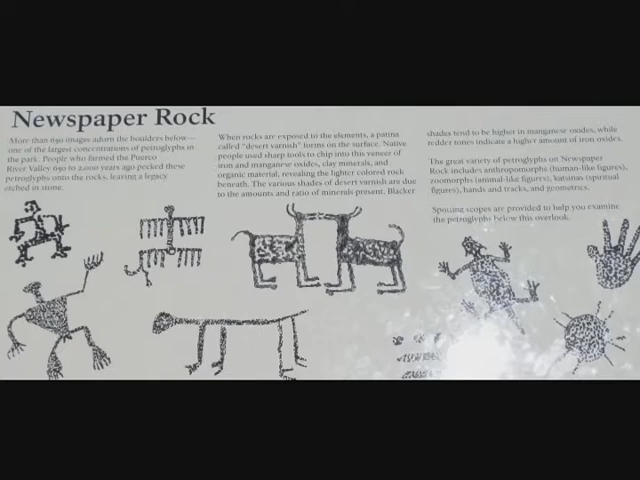 Newspaper Rock
More than 650 images adorn the boulders below—
one of the largest concentrations of petroglyphs in
the park. People who farmed the Puerco
River Valley 650 to 2,000 years ago pecked these
petroglyphs onto the rocks, leaving a legacy
etched in stone.
When rocks are exposed to the elements, a patina
called "desert varnish" forms on the surface. Native
people used sharp tools to chip into this veneer of
iron and manganese oxides, clay minerals, and
organic material, revealing the lighter colored rock
beneath. The various shades of desert varnish are due
to the amounts and ratio of minerals present. Blacker
shades tend to be higher in manganese oxides, while
redder tones indicate a higher amount of iron oxides.
The great variety of petroglyphs on Newspaper
Rock includes anthropomorphs (human-like figures),
zoomorphs (animal-like figures), katsinas (spiritual
figures), hands and tracks, and geometrics.
Spotting scopes are provided to help you examine
the petroglyphs below this overlook.